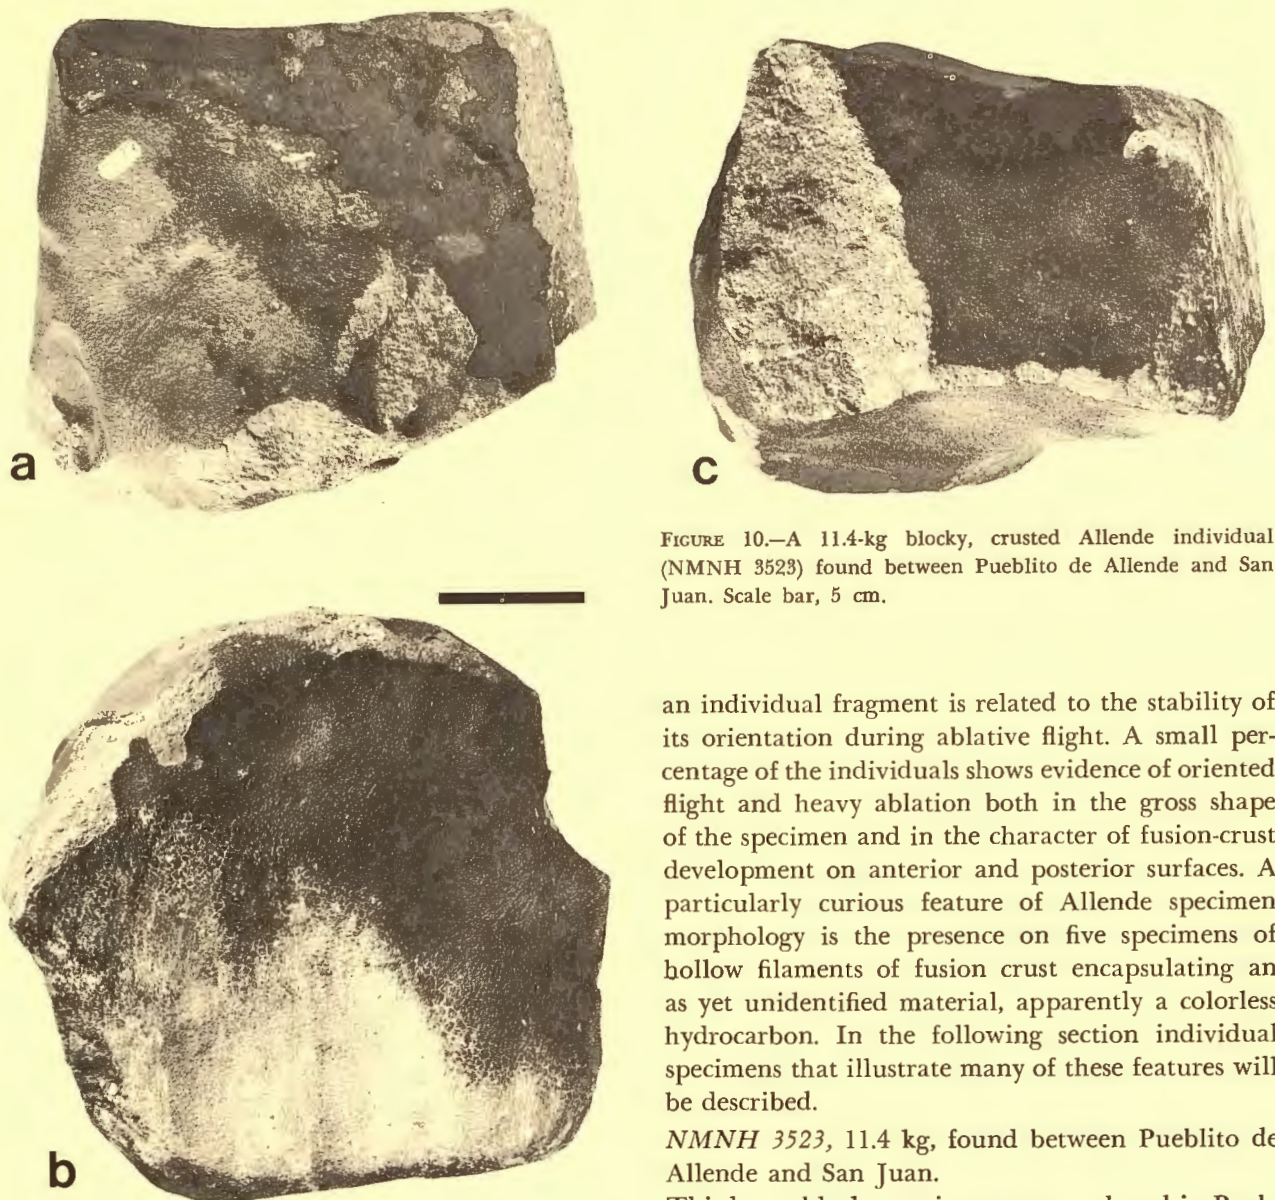 a
c
FIGURE 10.—A 11.4-kg blocky, crusted Allende individual
(NMNH 3523) found between Pueblito de Allende and San
Juan. Scale bar, 5 cm.
b
an individual fragment is related to the stability of
its orientation during ablative flight. A small per-
centage of the individuals shows evidence of oriented
flight and heavy ablation both in the gross shape
of the specimen and in the character of fusion-crust
development on anterior and posterior surfaces. A
particularly curious feature of Allende specimen
morphology is the presence on five specimens of
hollow filaments of fusion crust encapsulating an
as yet unidentified material, apparently a colorless
hydrocarbon. In the following section individual
specimens that illustrate many of these features will
be described.
NMNH 3523, 11.4 kg, found between Pueblito de
Allende and San Juan.